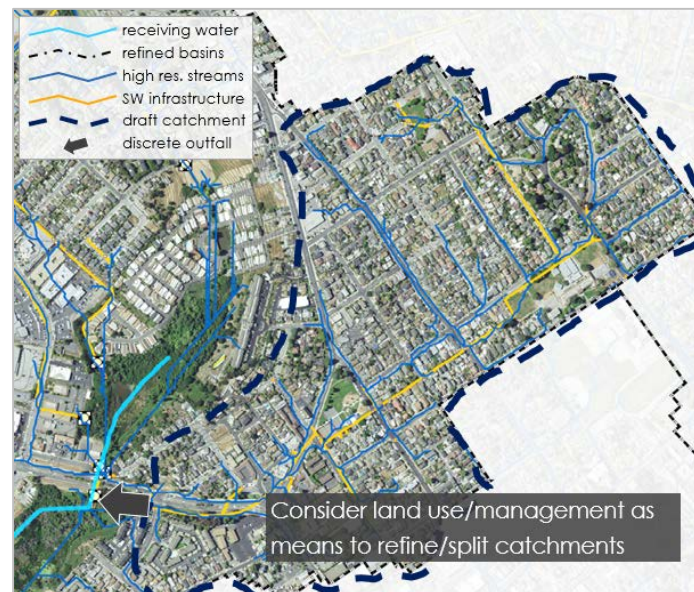 receiving water
refined basins
high res. streams
SW infrastructure
draft catchment
discrete outfall
Consider land use/management as
means to refine/split catchments